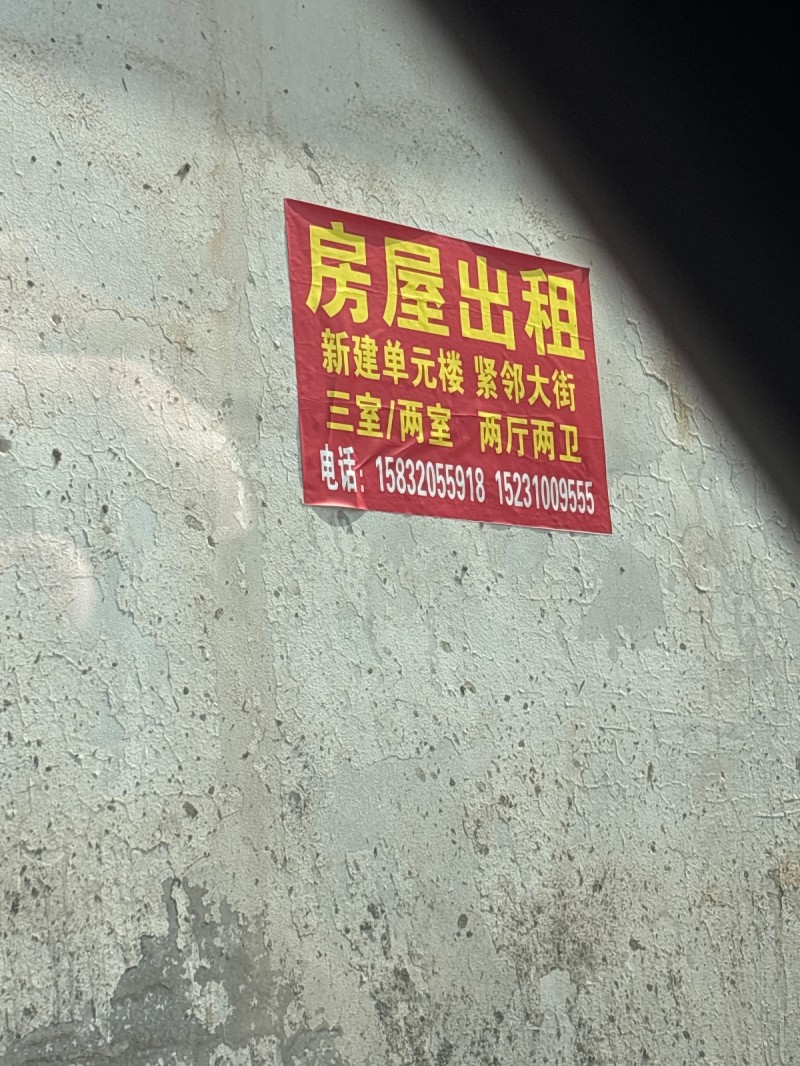 房屋出租
新建单元楼 紧邻大街
三室/两室 两厅两卫
电话：15832055918 15231009555